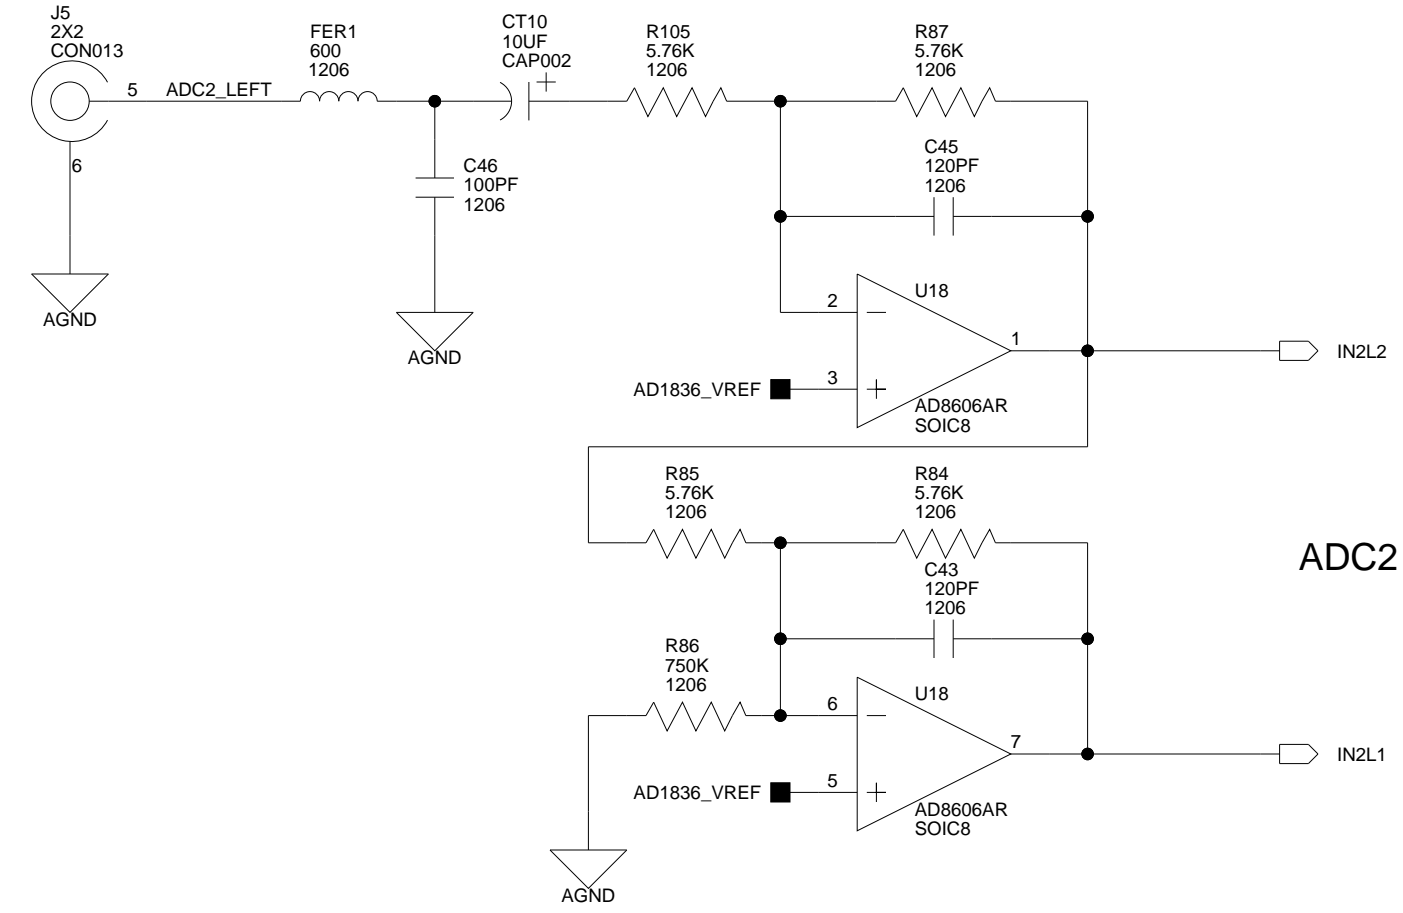 J5
2X2
CON013
5
ADC2_LEFT
6
AGND
FER1
600
1206
C46
100PF
1206
AGND
CT10
10UF
CAP002
+
R105
5.76K
1206
R87
5.76K
1206
C45
120PF
1206
U18
2
−
1
IN2L2
AD1836_VREF
3
+
AD8606AR
SOIC8
R85
5.76K
1206
R84
5.76K
1206
ADC2
C43
120PF
1206
R86
750K
1206
U18
6
−
7
IN2L1
AD1836_VREF
5
+
AD8606AR
SOIC8
AGND